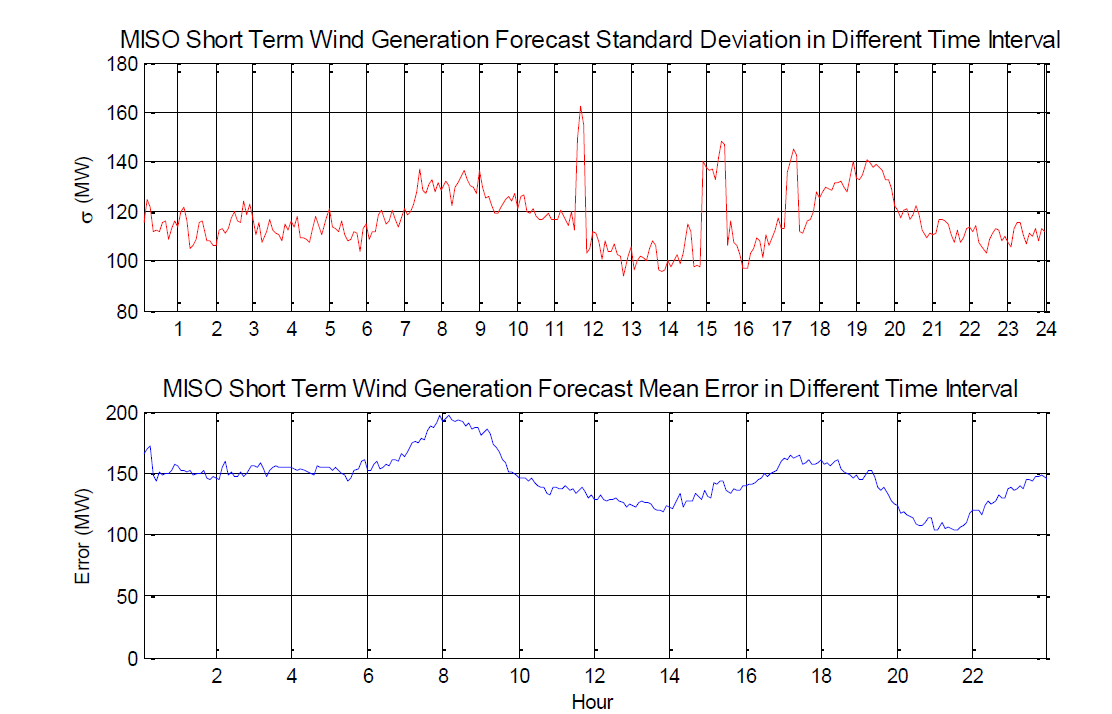 MISO Short Term Wind Generation Forecast Standard Deviation in Different Time Interval
180
160
140
120
100
80
σ (MW)
1 2 3 4 5 6 7 8 9 10 11 12 13 14 15 16 17 18 19 20 21 22 23 24
MISO Short Term Wind Generation Forecast Mean Error in Different Time Interval
200
150
100
50
0
Error (MW)
2 4 6 8 10 12 14 16 18 20 22
Hour